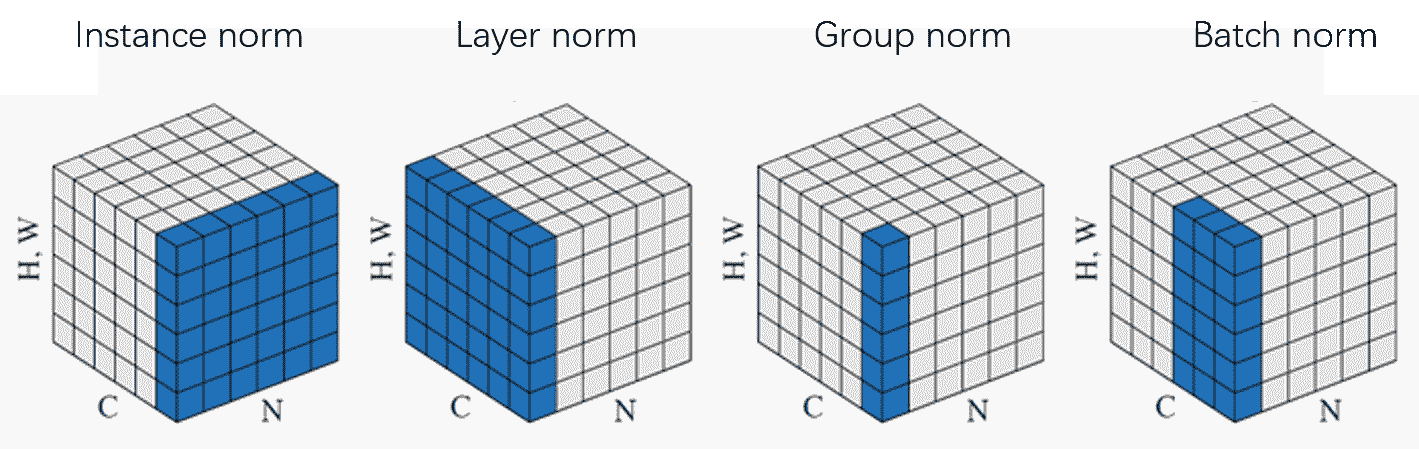 Instance norm
Layer norm
Group norm
Batch norm
H, W
C
N
H, W
C
N
H, W
C
N
H, W
C
N